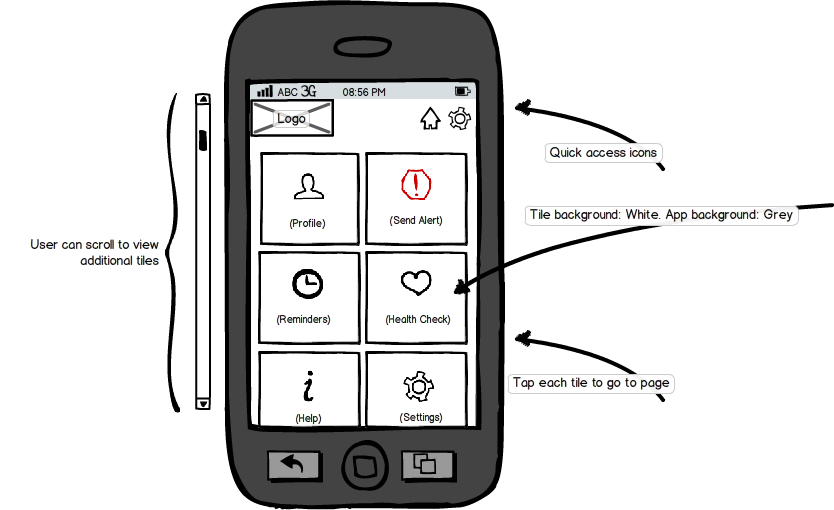 ABC 3G 08:56 PM
Logo
Quick access icons
(Profile) (Send Alert)
Tile background: White. App background: Grey
User can scroll to view
additional tiles
(Reminders) (Health Check)
Tap each tile to go to page
(Help) (Settings)